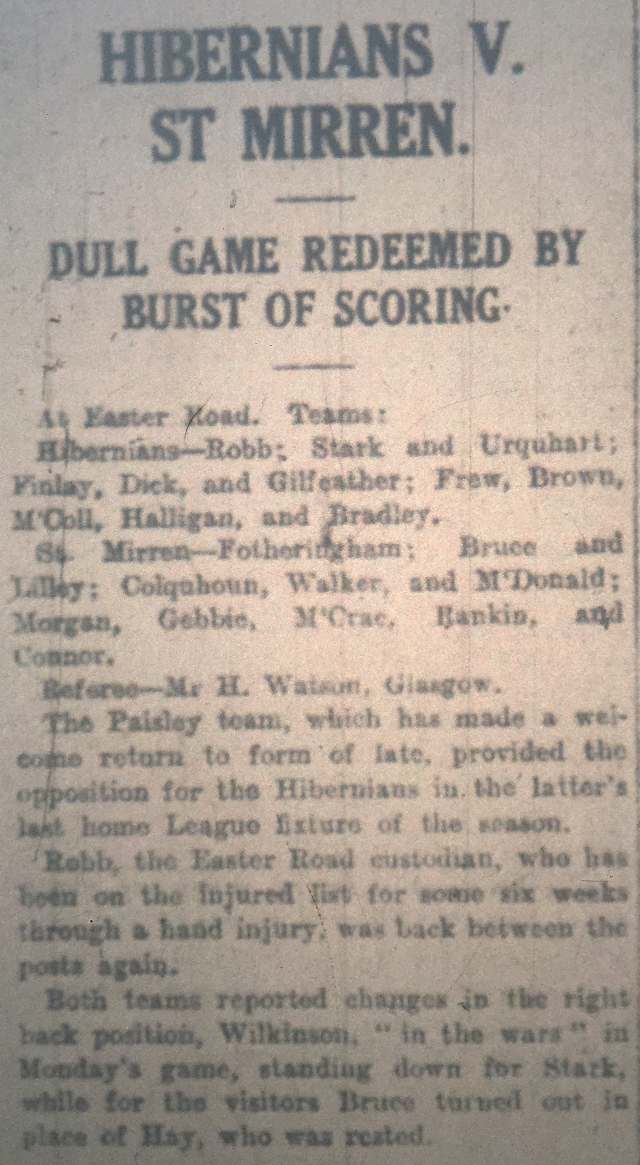 HIBERNIANS V.
ST MIRREN.
DULL GAME REDEEMED BY
BURST OF SCORING.
At Easter Road. Teams:
Hibernians—Robb; Stark and Urquhart;
Finlay, Dick, and Gilfeather; Frew, Brown,
M'Coll, Halligan, and Bradley.
St. Mirren—Fotheringham; Bruce and
Lilley; Colquhoun, Walker, and M'Donald;
Morgan, Gebbie, M'Crae, Rankin, and
Connor.
Referee—Mr H. Watson, Glasgow.
The Paisley team, which has made a wel-
come return to form of late, provided the
opposition for the Hibernians in the latter's
last home League fixture of the season.
Robb, the Easter Road custodian, who has
been on the injured list for some six weeks
through a hand injury, was back between the
posts again.
Both teams reported changes in the right
back position, Wilkinson, "in the wars" in
Monday's game, standing down for Stark,
while for the visitors Bruce turned out in
place of Hay, who was rested.